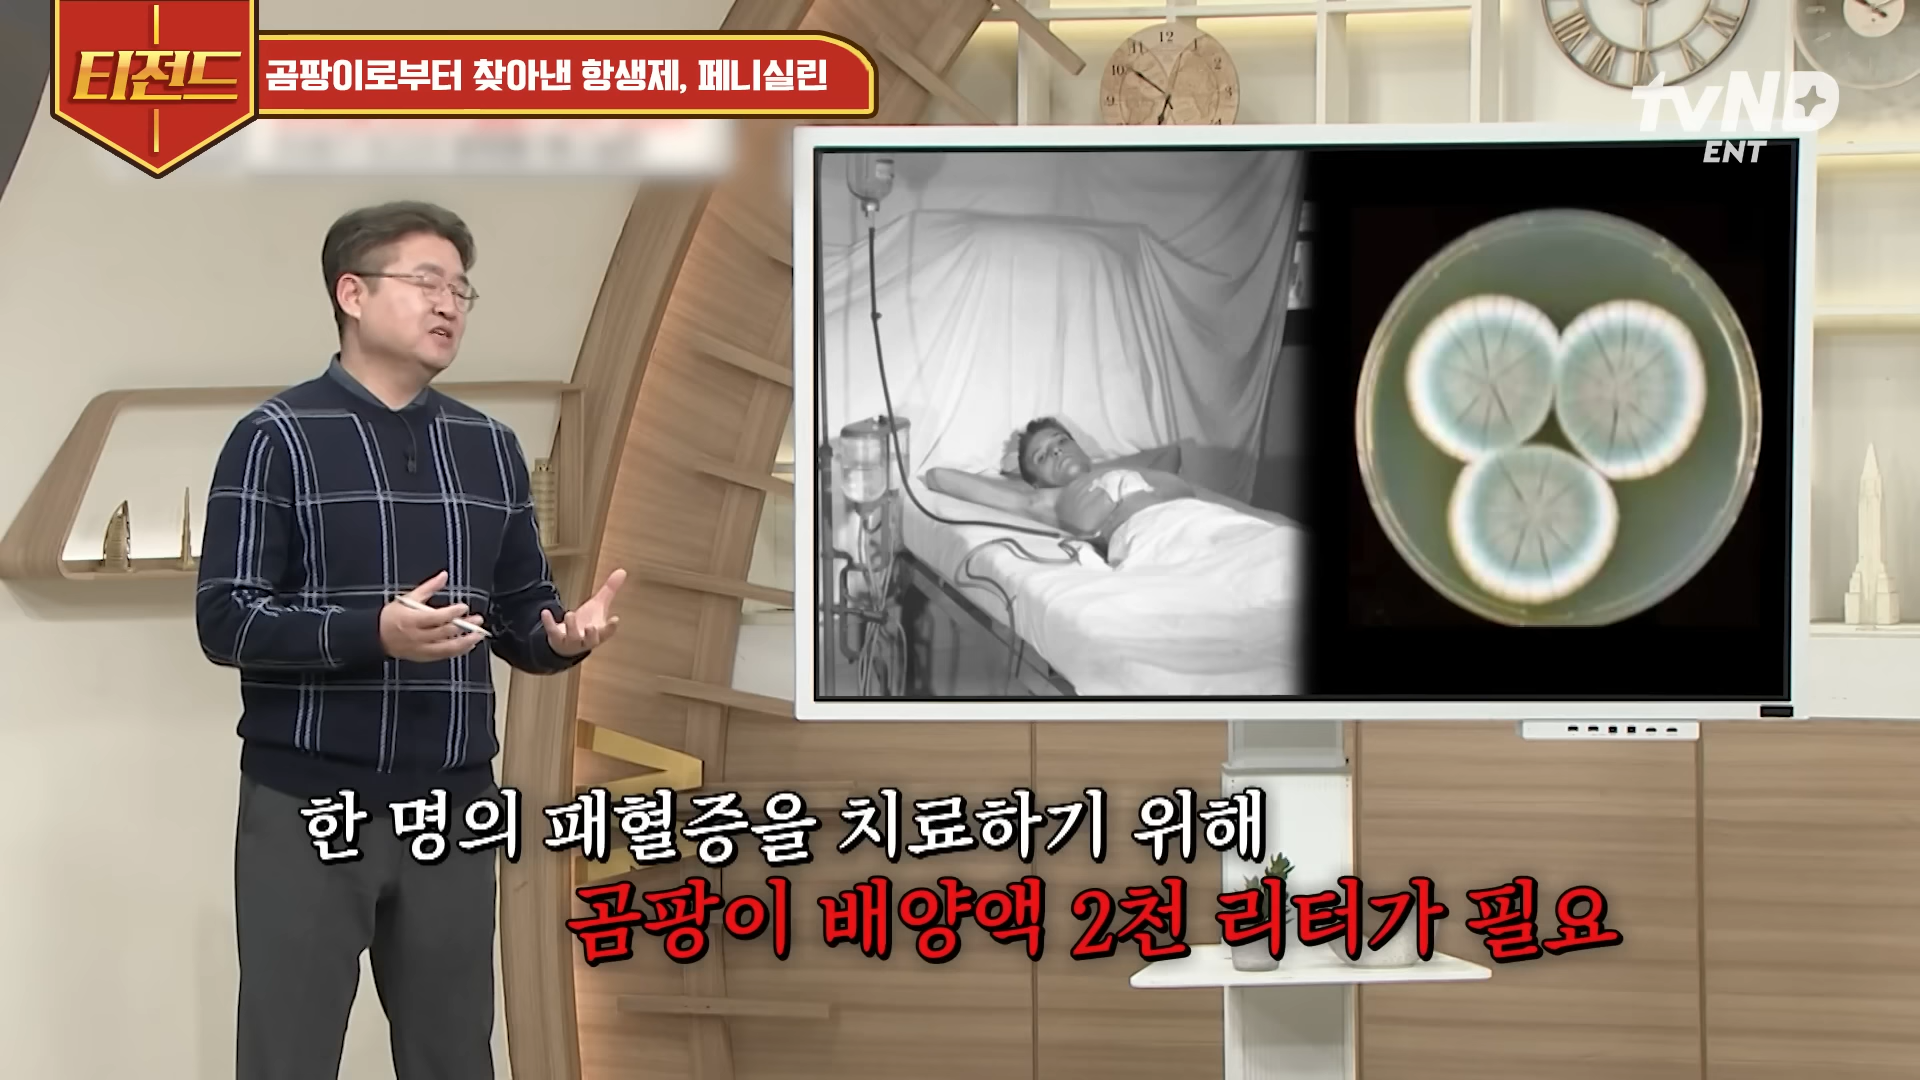 티전드
곰팡이로부터 찾아낸 항생제, 페니실린
tvND
ENT
한 명의 패혈증을 치료하기 위해
곰팡이 배양액 2천 리터가 필요